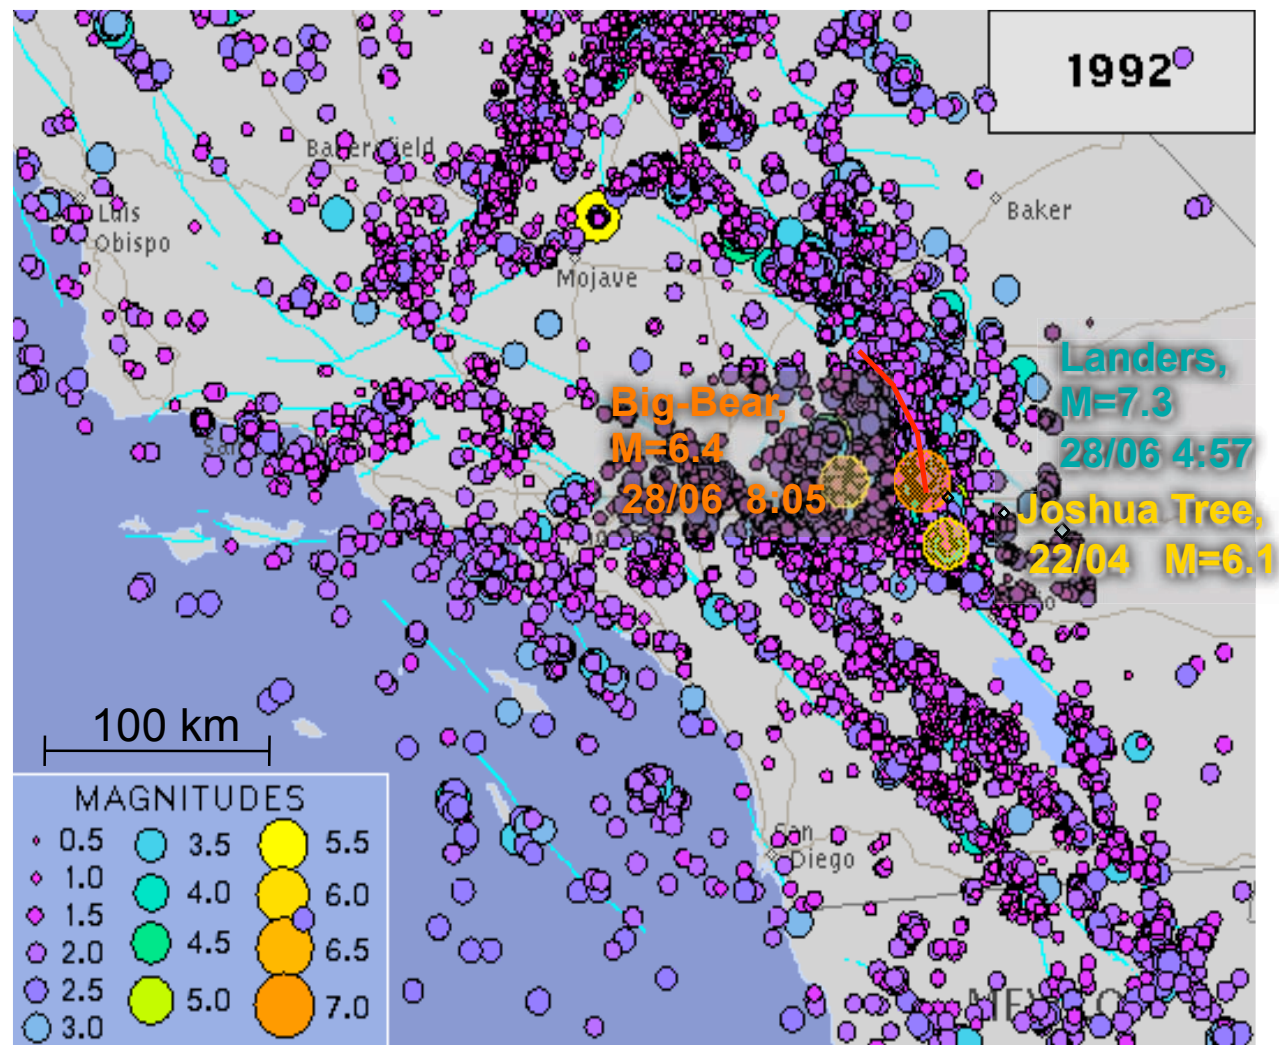 1992
Bakersfield
Luis
Obispo
Baker
Mojave
Landers,
M=7.3
28/06 4:57
Big-Bear,
M=6.4
28/06 8:05
Joshua Tree,
22/04 M=6.1
100 km
MAGNITUDES
0.5 3.5 5.5
1.0 4.0 6.0
1.5 4.5 6.5
2.0 5.0 7.0
2.5
3.0
San
Diego
MEXICO